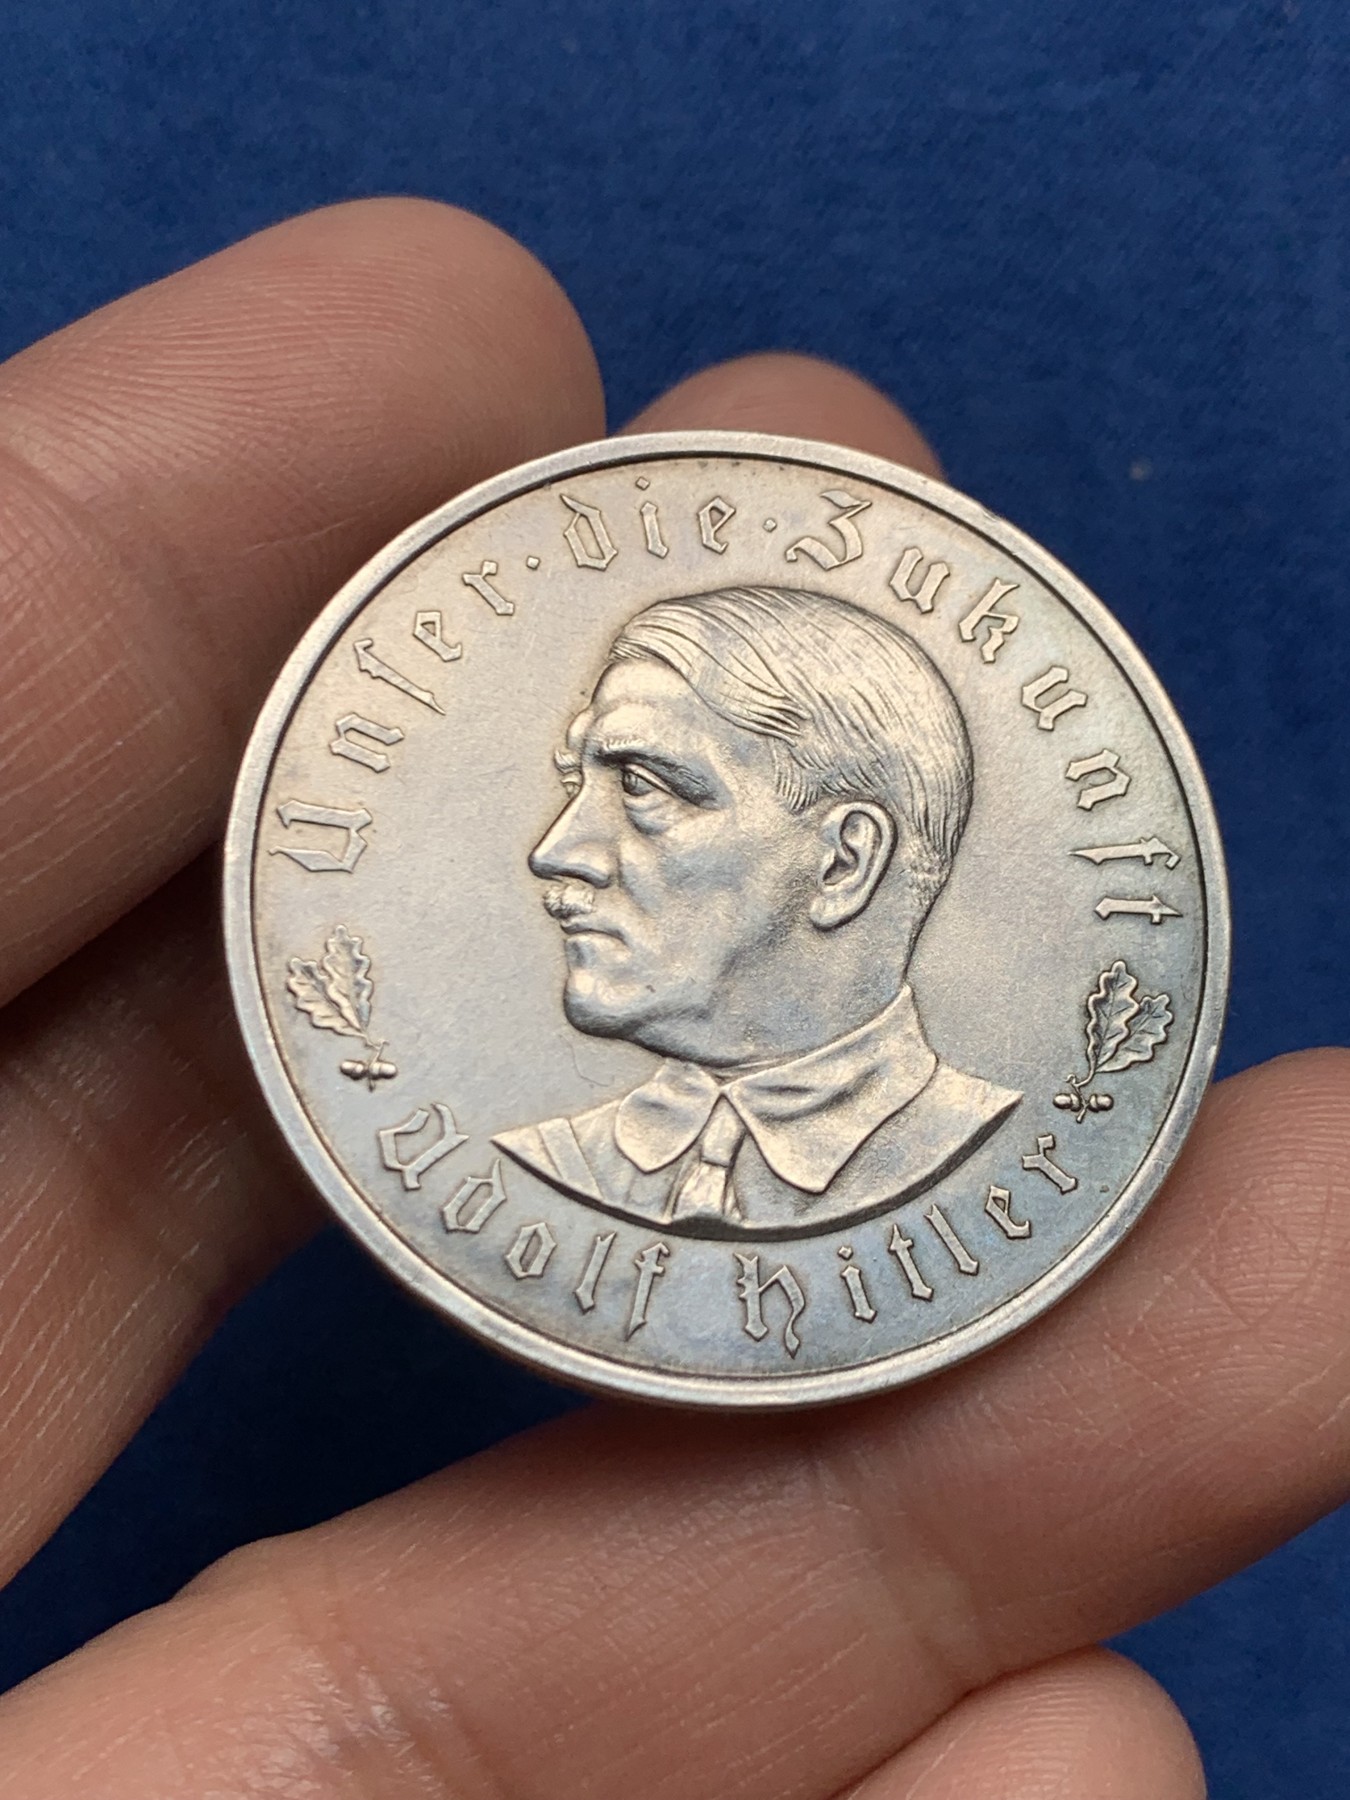 Unſer · die · Zukunft
Adolf Hitler